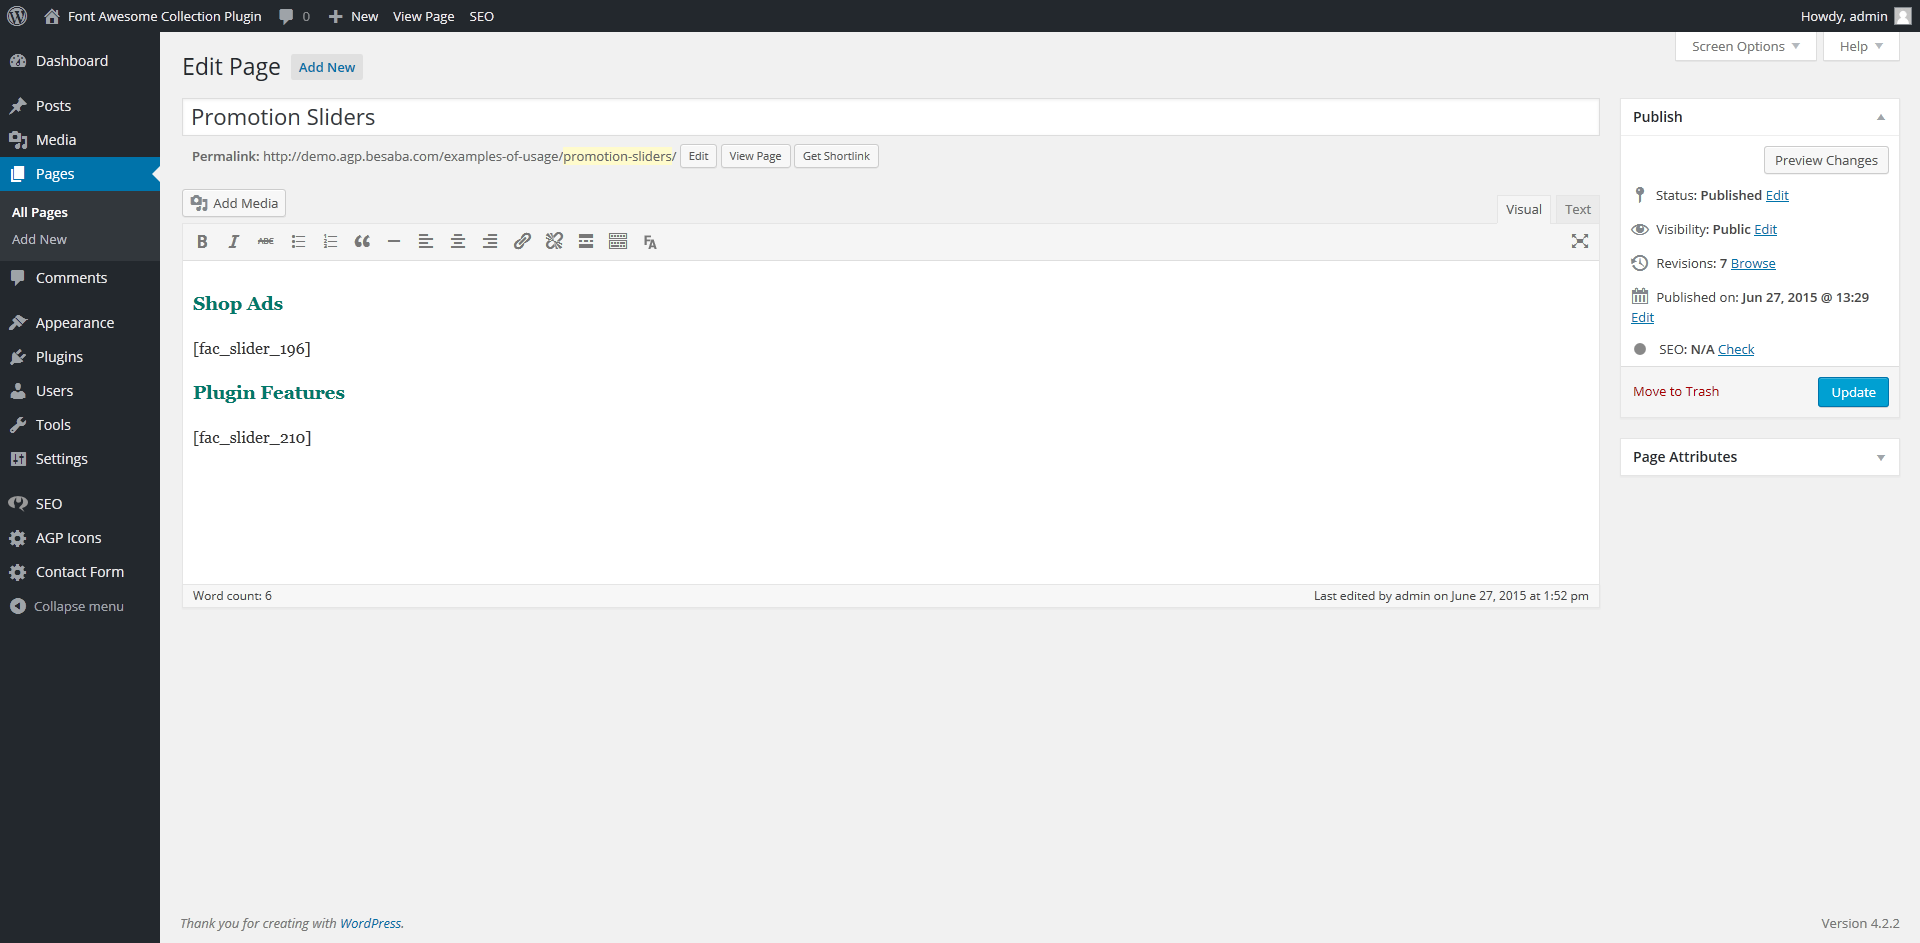 Font Awesome Collection Plugin 0 New View Page SEO Howdy, admin
Screen Options Help
Dashboard
Posts
Media
Pages
All Pages
Add New
Comments
Appearance
Plugins
Users
Tools
Settings
SEO
AGP Icons
Contact Form
Collapse menu
Edit Page Add New
Promotion Sliders
Permalink: http://demo.agp.besaba.com/examples-of-usage/promotion-sliders/ Edit View Page Get Shortlink
Add Media
Visual Text
B I ABC FA
Shop Ads
[fac_slider_196]
Plugin Features
[fac_slider_210]
Word count: 6 Last edited by admin on June 27, 2015 at 1:52 pm
Publish
Preview Changes
Status: Published Edit
Visibility: Public Edit
Revisions: 7 Browse
Published on: Jun 27, 2015 @ 13:29
Edit
SEO: N/A Check
Move to Trash Update
Page Attributes
Thank you for creating with WordPress. Version 4.2.2